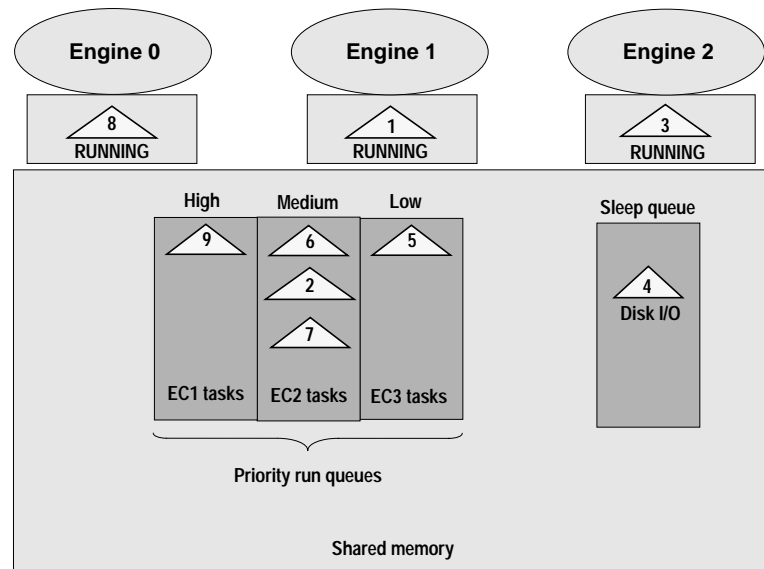 Engine 0
Engine 1
Engine 2
8
RUNNING
1
RUNNING
3
RUNNING
High
Medium
Low
Sleep queue
9
6
5
2
7
4
Disk I/O
EC1 tasks
EC2 tasks
EC3 tasks
Priority run queues
Shared memory